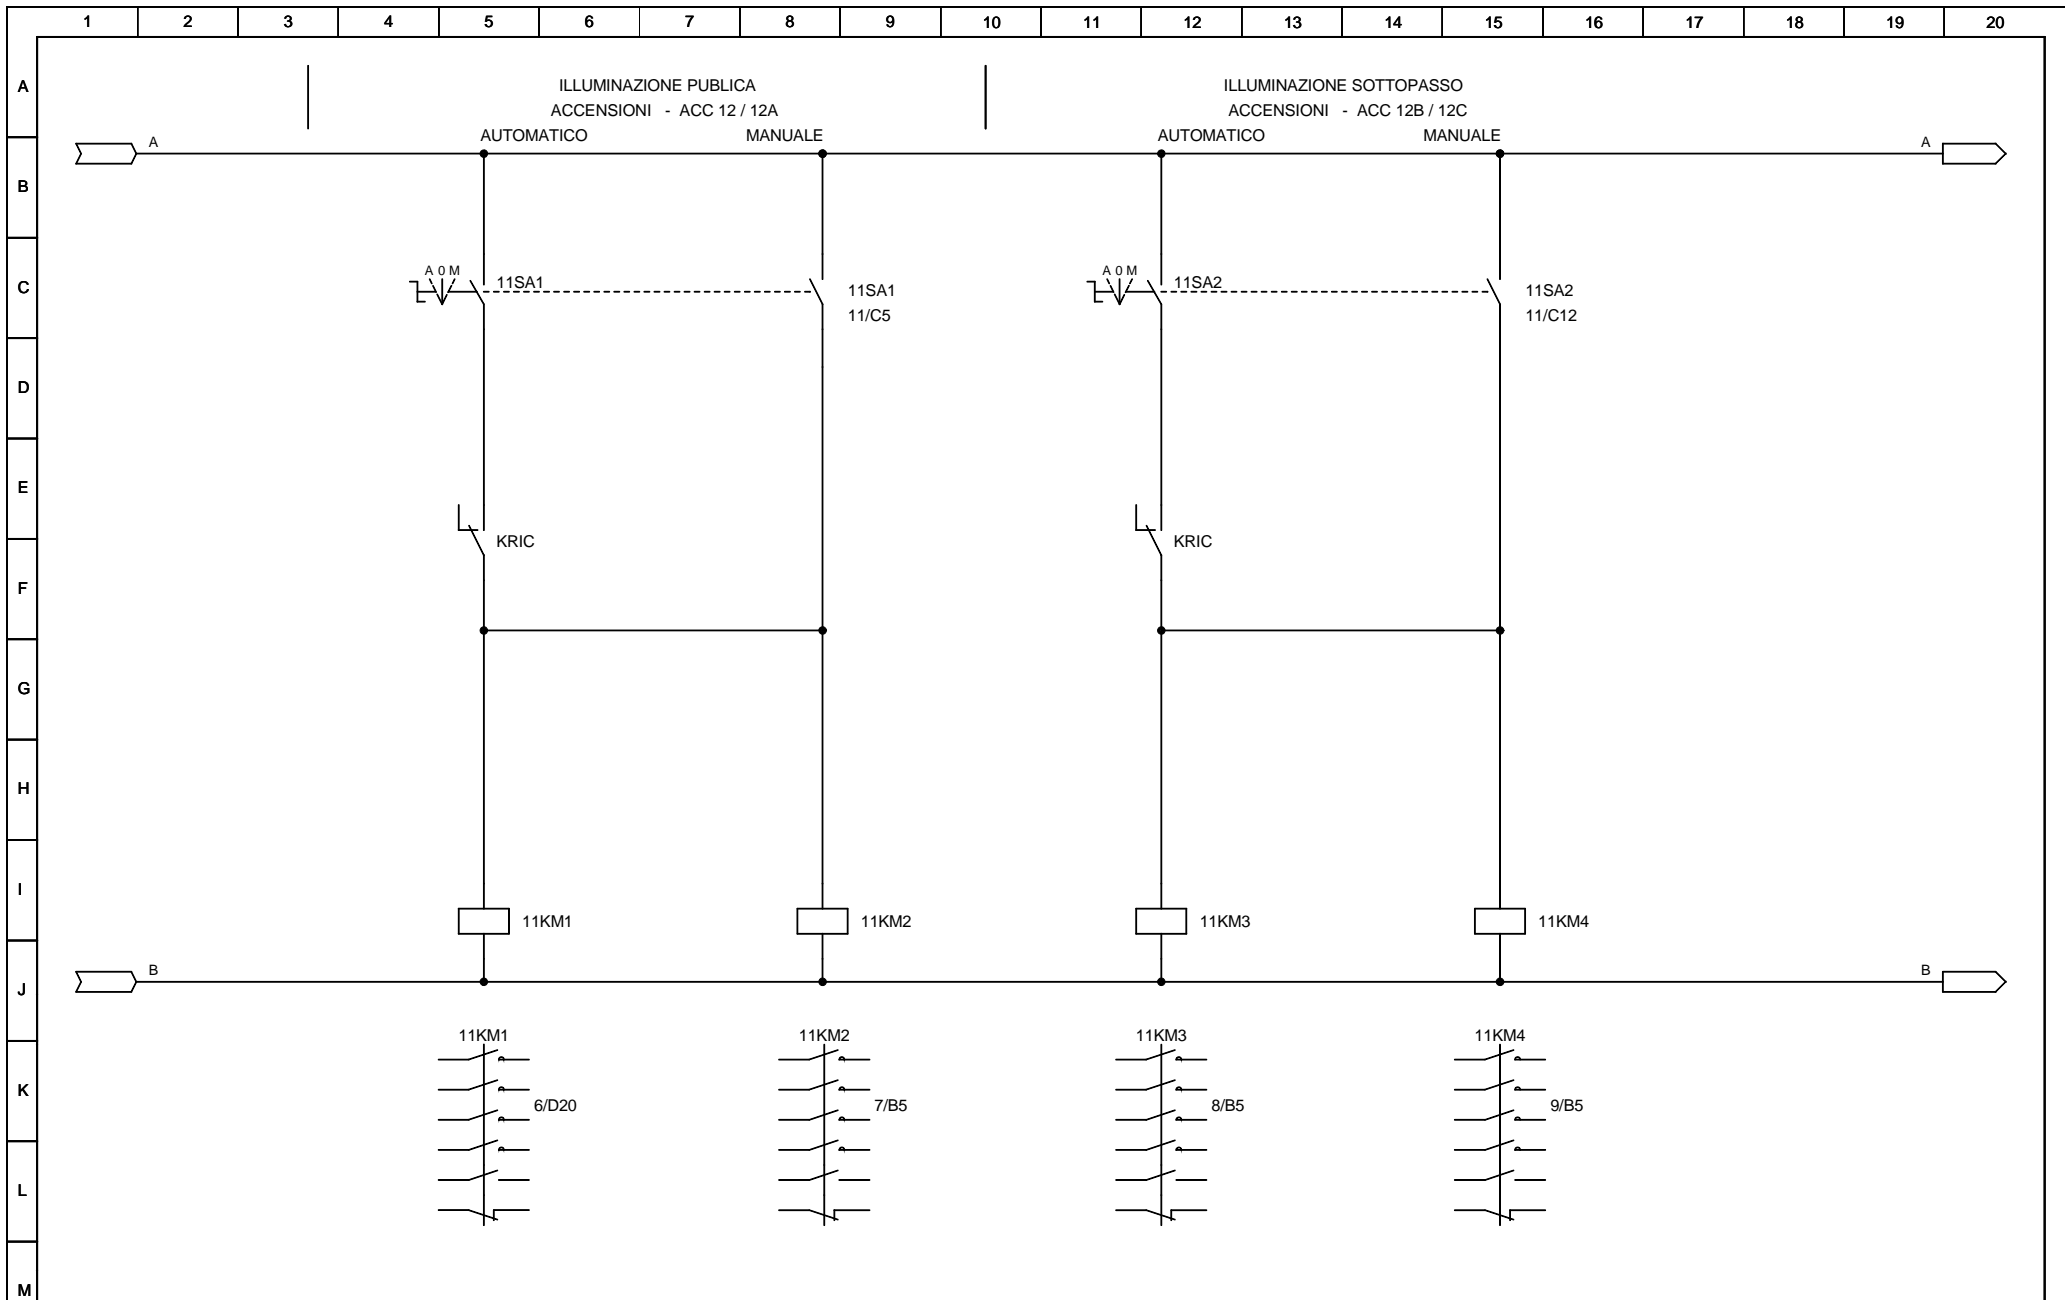 1 2 3 4 5 6 7 8 9 10 11 12 13 14 15 16 17 18 19 20
A
ILLUMINAZIONE PUBLICA
ACCENSIONI - ACC 12 / 12A
ILLUMINAZIONE SOTTOPASSO
ACCENSIONI - ACC 12B / 12C
AUTOMATICO MANUALE AUTOMATICO MANUALE
A A
B
A 0 M A 0 M
C
11SA1 11SA1 11SA2 11SA2
11/C5 11/C12
D
E
KRIC KRIC
F
G
H
I
11KM1 11KM2 11KM3 11KM4
B B
J
11KM1 11KM2 11KM3 11KM4
K
6/D20 7/B5 8/B5 9/B5
L
M